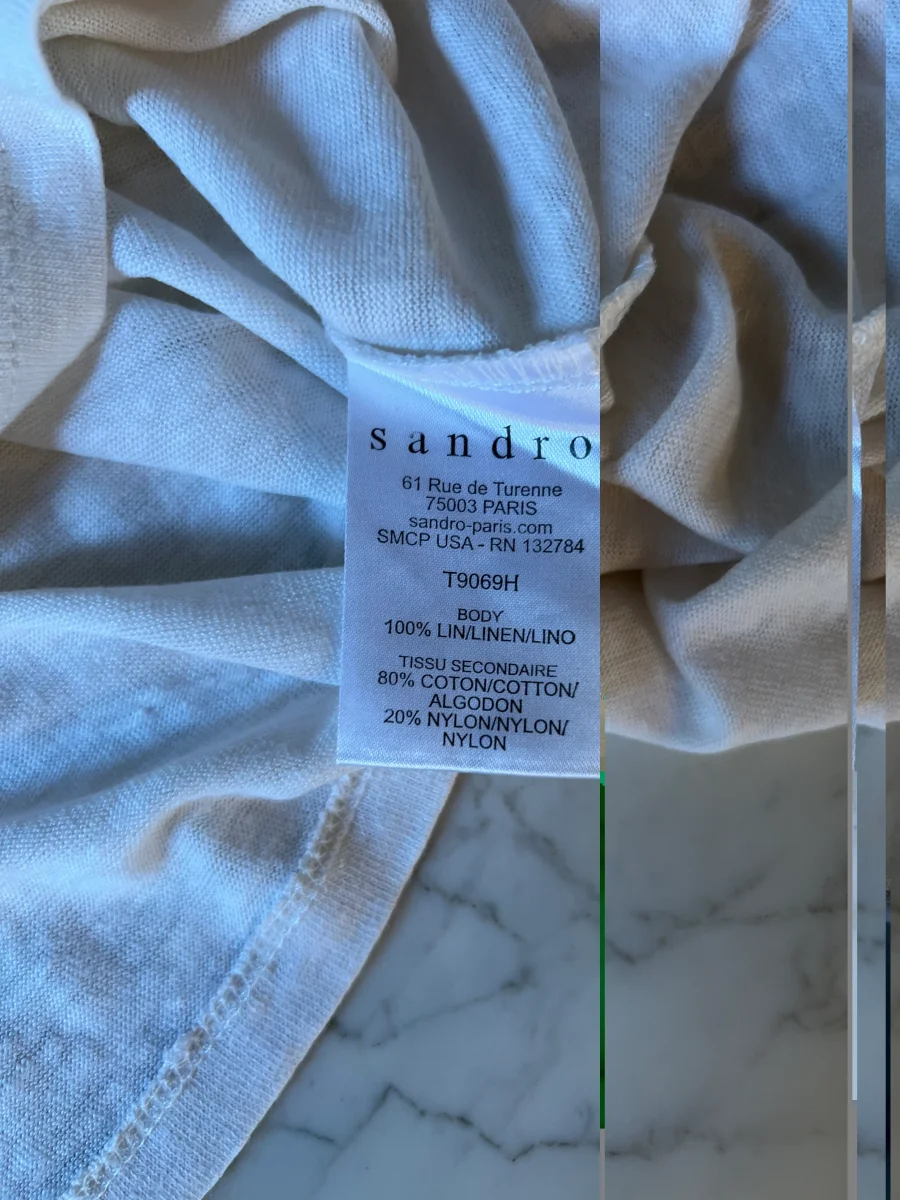 sandro
61 Rue de Turenne
75003 PARIS
sandro-paris.com
SMCP USA - RN 132784
T9069H
BODY
100% LIN/LINEN/LINO
TISSU SECONDAIRE
80% COTON/COTTON/
ALGODON
20% NYLON/NYLON/
NYLON